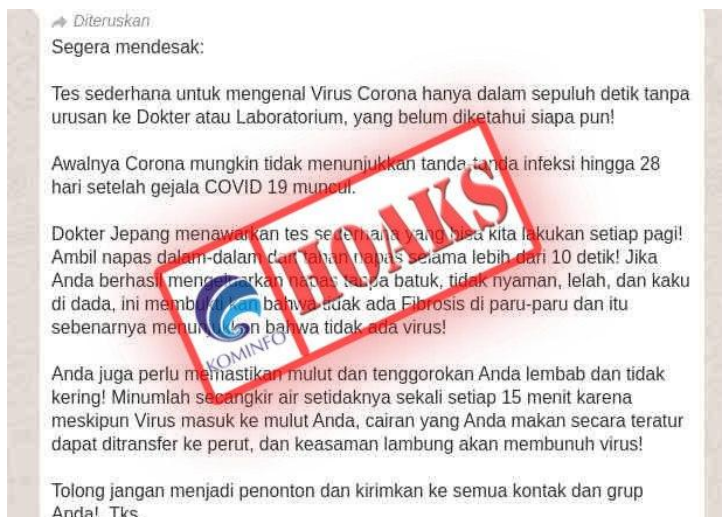 Diteruskan
Segera mendesak:
Tes sederhana untuk mengenal Virus Corona hanya dalam sepuluh detik tanpa
urusan ke Dokter atau Laboratorium, yang belum diketahui siapa pun!
Awalnya Corona mungkin tidak menunjukkan tanda-tanda infeksi hingga 28
hari setelah gejala COVID 19 muncul.
Dokter Jepang menawarkan tes sederhana yang bisa kita lakukan setiap pagi!
Ambil napas dalam-dalam dan tahan napas selama lebih dari 10 detik! Jika
Anda berhasil mengeluarkan napas tanpa batuk, tidak nyaman, lelah, dan kaku
di dada, ini membuktikan bahwa tidak ada Fibrosis di paru-paru dan itu
sebenarnya menunjukkan bahwa tidak ada virus!
Anda juga perlu memastikan mulut dan tenggorokan Anda lembab dan tidak
kering! Minumlah secangkir air setidaknya sekali setiap 15 menit karena
meskipun Virus masuk ke mulut Anda, cairan yang Anda makan secara teratur
dapat ditransfer ke perut, dan keasaman lambung akan membunuh virus!
Tolong jangan menjadi penonton dan kirimkan ke semua kontak dan grup
Anda! Tks
HOAKS
KOMINFO